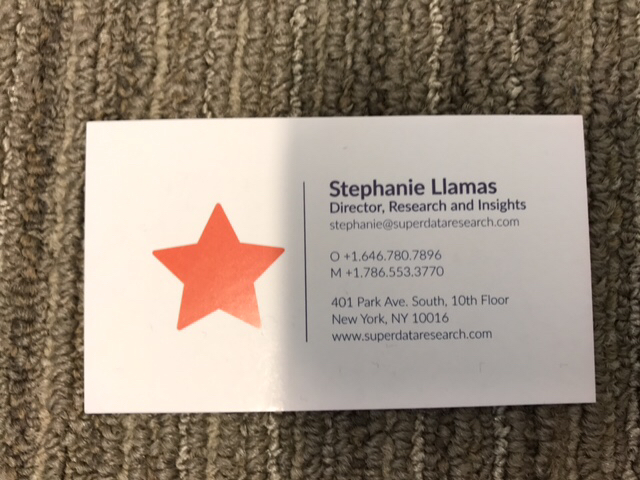 Stephanie Llamas
Director, Research and Insights
stephanie@superdataresearch.com
O +1.646.780.7896
M +1.786.553.3770
401 Park Ave. South, 10th Floor
New York, NY 10016
www.superdataresearch.com